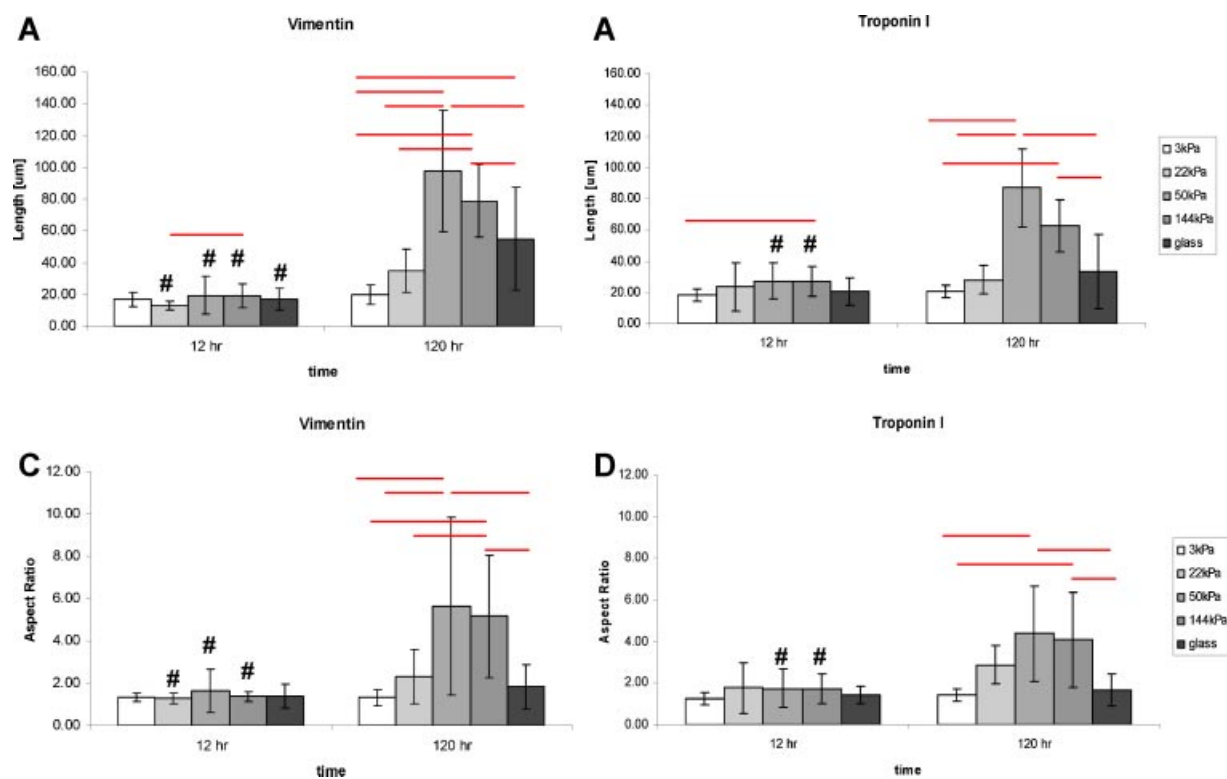 A
Vimentin
160.00
140.00
120.00
100.00
80.00
60.00
40.00
20.00
0.00
Length [um]
# # # #
12 hr
120 hr
time
A
Troponin I
160.00
140.00
120.00
100.00
80.00
60.00
40.00
20.00
0.00
Length [um]
# #
12 hr
120 hr
time
3kPa
22kPa
50kPa
144kPa
glass
C
Vimentin
12.00
10.00
8.00
6.00
4.00
2.00
0.00
Aspect Ratio
# # #
12 hr
120 hr
time
D
Troponin I
12.00
10.00
8.00
6.00
4.00
2.00
0.00
Aspect Ratio
# #
12 hr
120 hr
time
3kPa
22kPa
50kPa
144kPa
glass